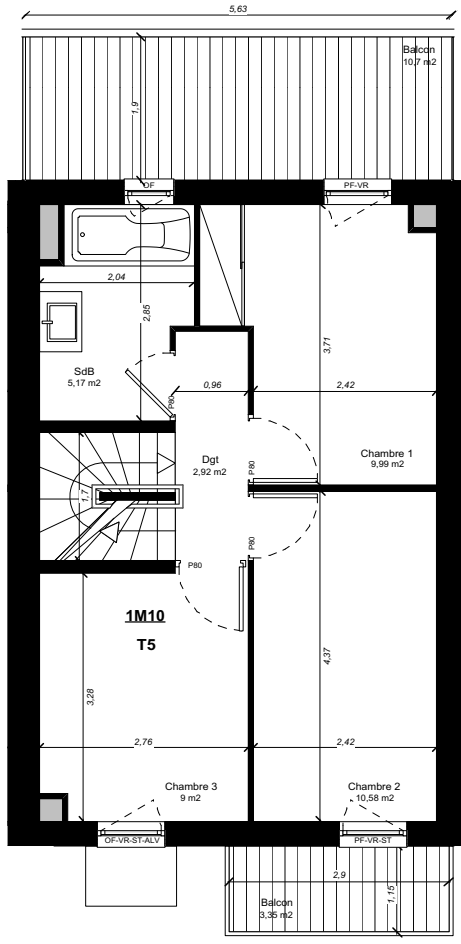 5,63
Balcon
10,7 m2
1,9
OF
PF-VR
2,04
2,85
3,71
SdB
5,17 m2
0,96
2,42
P80
Dgt
2,92 m2
P80
Chambre 1
9,99 m2
1,7
P80
P80
1M10
T5
4,37
3,28
2,76
2,42
Chambre 3
9 m2
Chambre 2
10,58 m2
OF-VR-ST-ALV
PF-VR-ST
2,9
1,15
Balcon
3,35 m2